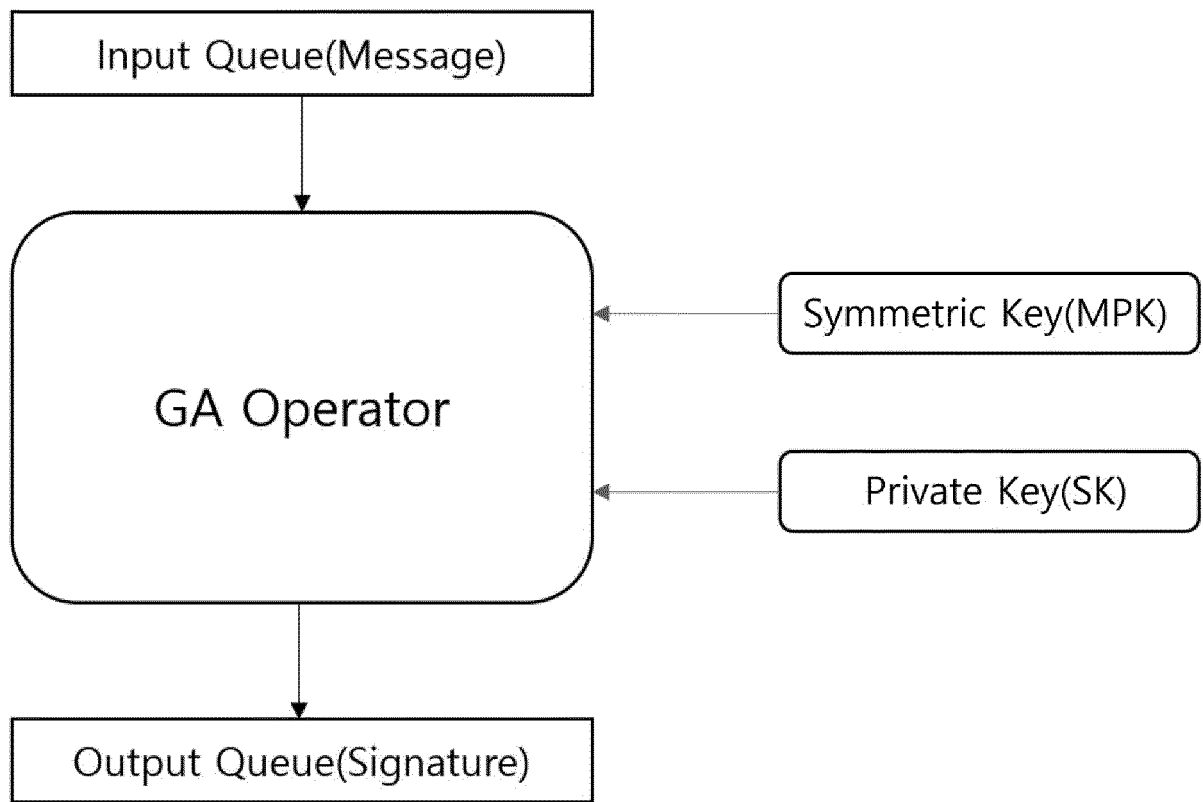 Input Queue(Message)
GA Operator
Symmetric Key(MPK)
Private Key(SK)
Output Queue(Signature)